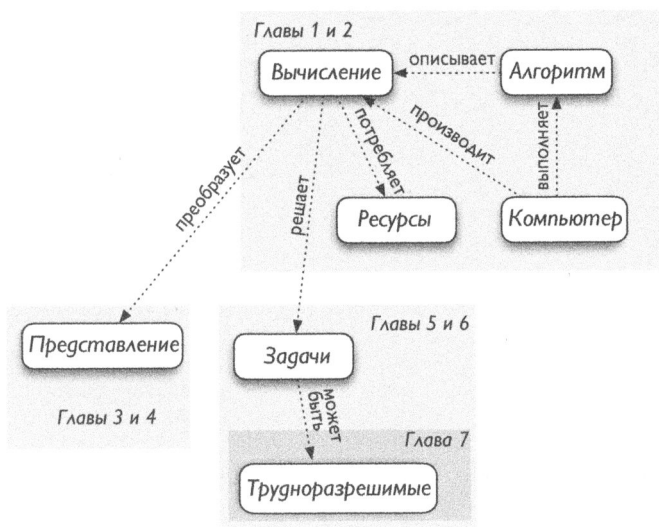 Главы 1 и 2
Вычисление
описывает
Алгоритм
преобразует
решает
потребляет
производит
выполняет
Ресурсы
Компьютер
Представление
Главы 3 и 4
Главы 5 и 6
Задачи
может
быть
Глава 7
Трудноразрешимые